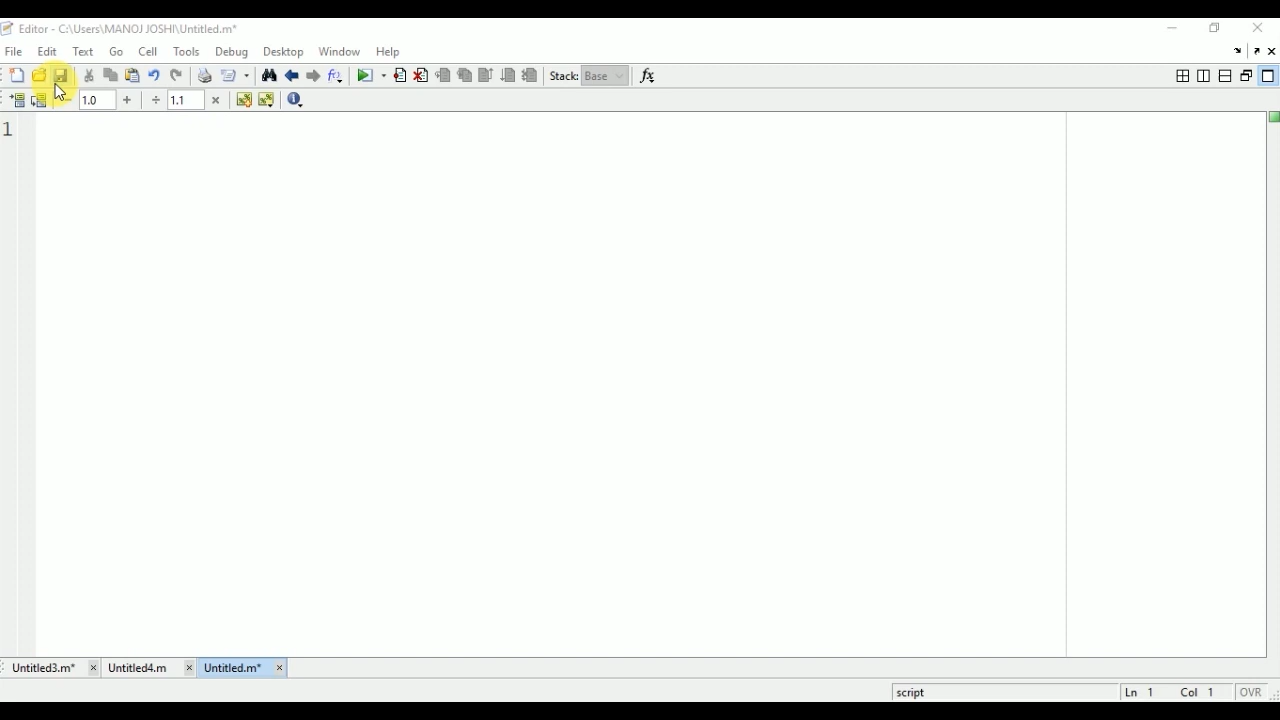 Editor - C:\Users\MANOJ JOSHI\Untitled.m*
File Edit Text Go Cell Tools Debug Desktop Window Help
Stack: Base fx
1.0 + ÷ 1.1 ×
1
Untitled3.m* Untitled4.m Untitled.m*
script Ln 1 Col 1 OVR